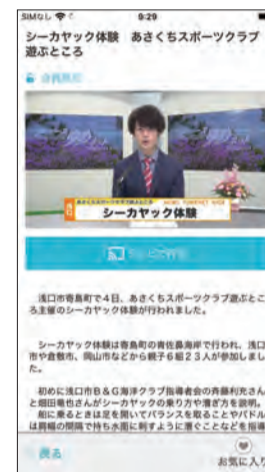 SIMなし 9:29
シーカヤック体験 あさくちスポーツクラブ
遊ぶところ
会員限定
シーカヤック体験
浅口市寄島町で4日、あさくちスポーツクラブ遊ぶとこ
ろ主催のシーカヤック体験が行われました。
シーカヤック体験は寄島町の青佐鼻海岸で行われ、浅口
市や倉敷市、岡山市などから親子6組23人が参加しまし
た。
初めに浅口市B&G海洋クラブ指導者会の斉藤利充さん
と畑田竜也さんがシーカヤックの乗り方や漕ぎ方を説明。
船に乗るときは足を開いてバランスを取ることやパドル
は肩幅の間隔で持ち水面に刺すように漕ぐことなどを指導
戻る
お気に入り